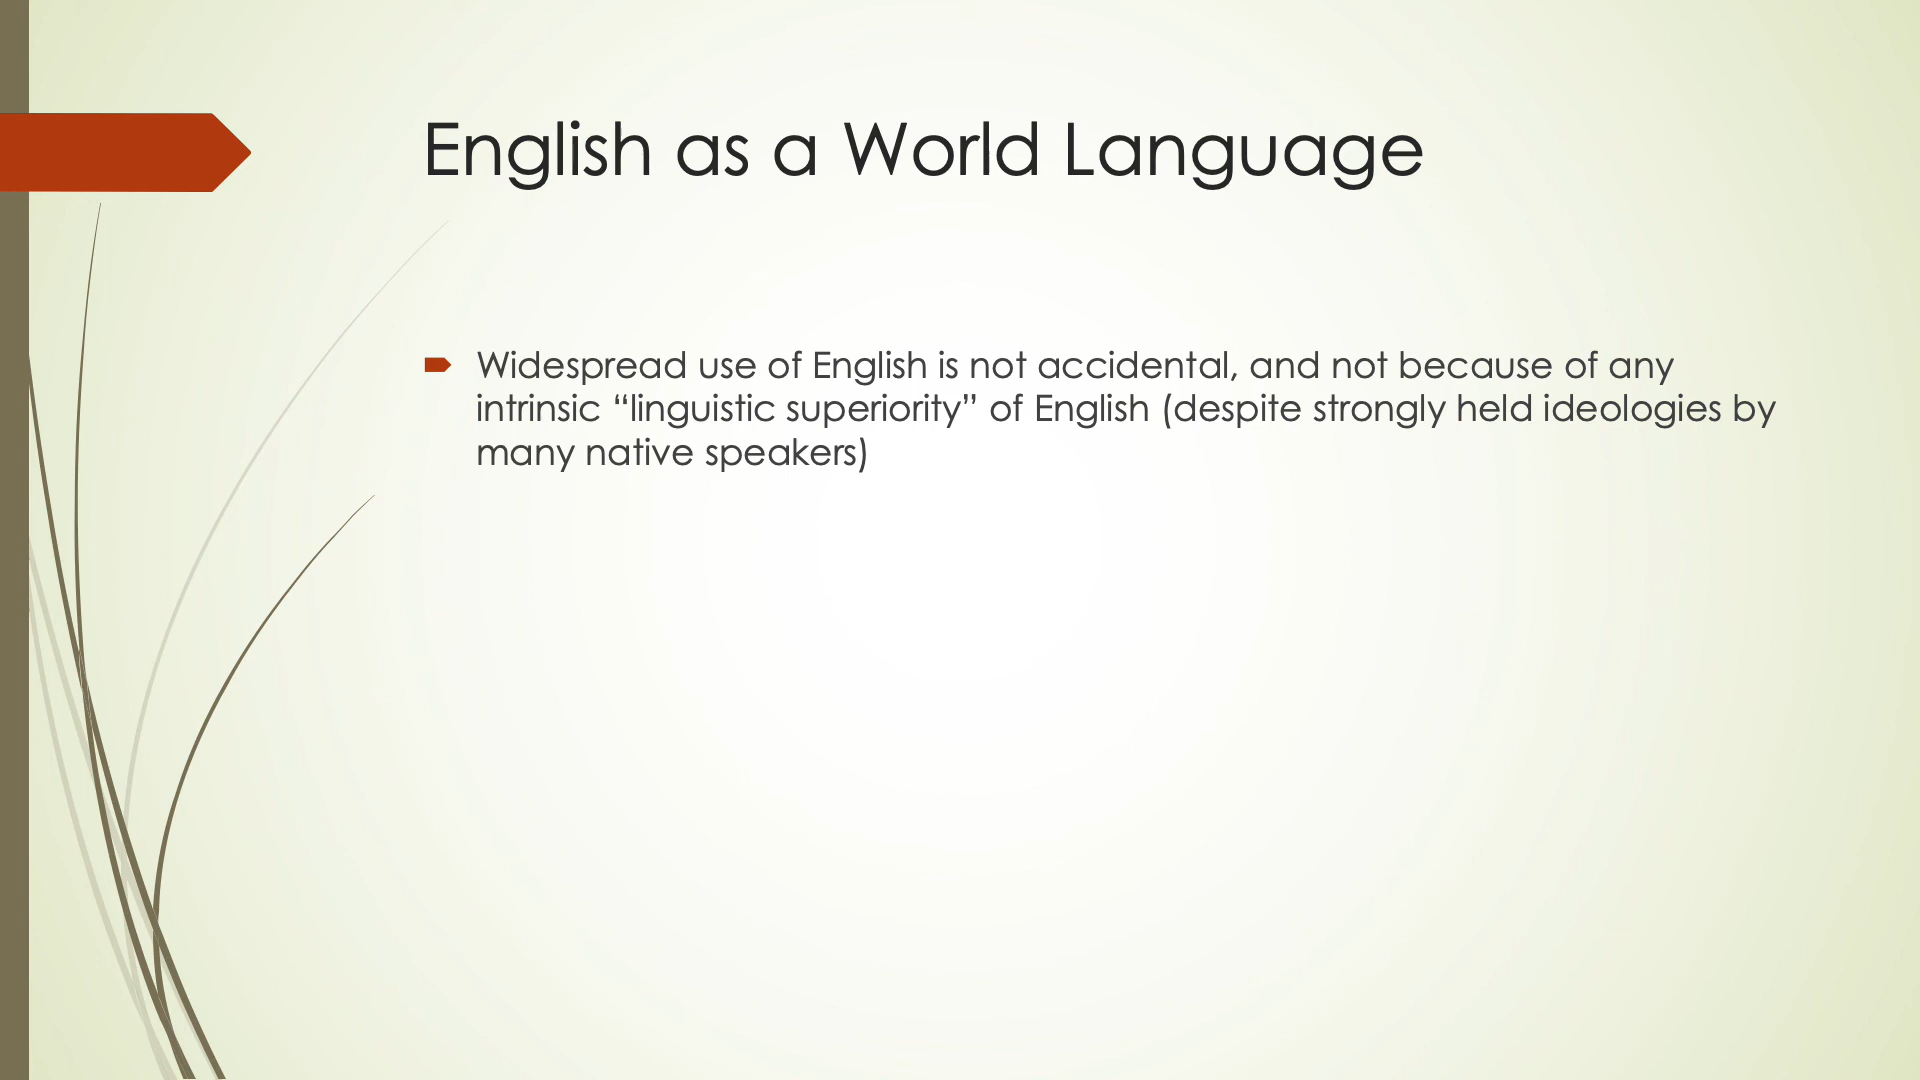 English as a World Language
Widespread use of English is not accidental, and not because of any
intrinsic “linguistic superiority” of English (despite strongly held ideologies by
many native speakers)